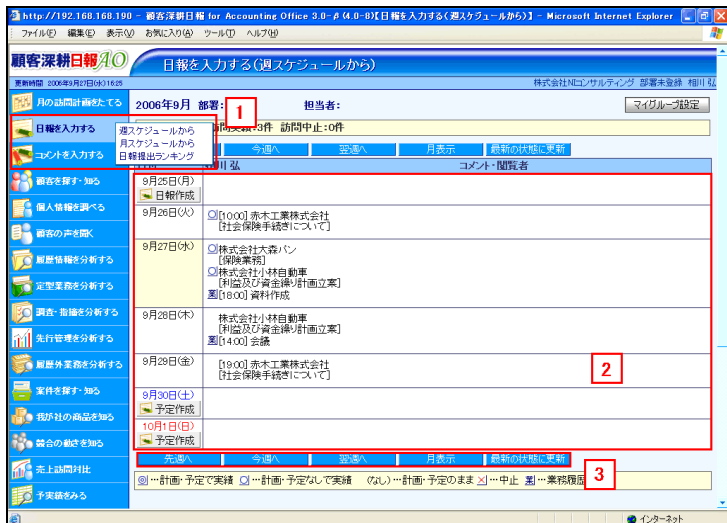 http://192.168.168.190 - 顧客深耕日報 for Accounting Office 3.0-β(4.0-8)【日報を入力する(週スケジュールから)】 - Microsoft Internet Explorer
ファイル(F) 編集(E) 表示(V) お気に入り(A) ツール(T) ヘルプ(H)
顧客深耕日報AO
日報を入力する(週スケジュールから)
更新時間 2006年9月27日(水)16:25
株式会社NIコンサルティング 部署未登録 相川 弘
月の訪問計画をたてる
2006年9月 部署: 担当者:
マイグループ設定
1
日報を入力する
週スケジュールから
月スケジュールから
日報提出ランキング
:3件 訪問中止:0件
コメントを入力する
今週へ 翌週へ 月表示 最新の状態に更新
川 弘 コメント・閲覧者
顧客を探す・知る
個人情報を調べる
顧客の声を聞く
履歴情報を分析する
定型業務を分析する
調査・指摘を分析する
先行管理を分析する
履歴外業務を分析する
案件を探す・知る
我が社の商品を知る
競合の動きを知る
売上訪問対比
予実績をみる
9月25日(月)
日報作成
9月26日(火)
○[10:00] 赤木工業株式会社
[社会保険手続きについて]
9月27日(水)
○株式会社大森パン
[保険業務]
○株式会社小林自動車
[利益及び資金繰り計画立案]
業[18:00] 資料作成
9月28日(木)
株式会社小林自動車
[利益及び資金繰り計画立案]
業[14:00] 会議
9月29日(金)
[19:00] 赤木工業株式会社
[社会保険手続きについて]
2
9月30日(土)
予定作成
10月1日(日)
予定作成
先週へ 今週へ 翌週へ 月表示 最新の状態に更新
3
◎…計画・予定で実績 ○…計画・予定なしで実績 (なし)…計画・予定のまま ×…中止 業…業務履歴
インターネット